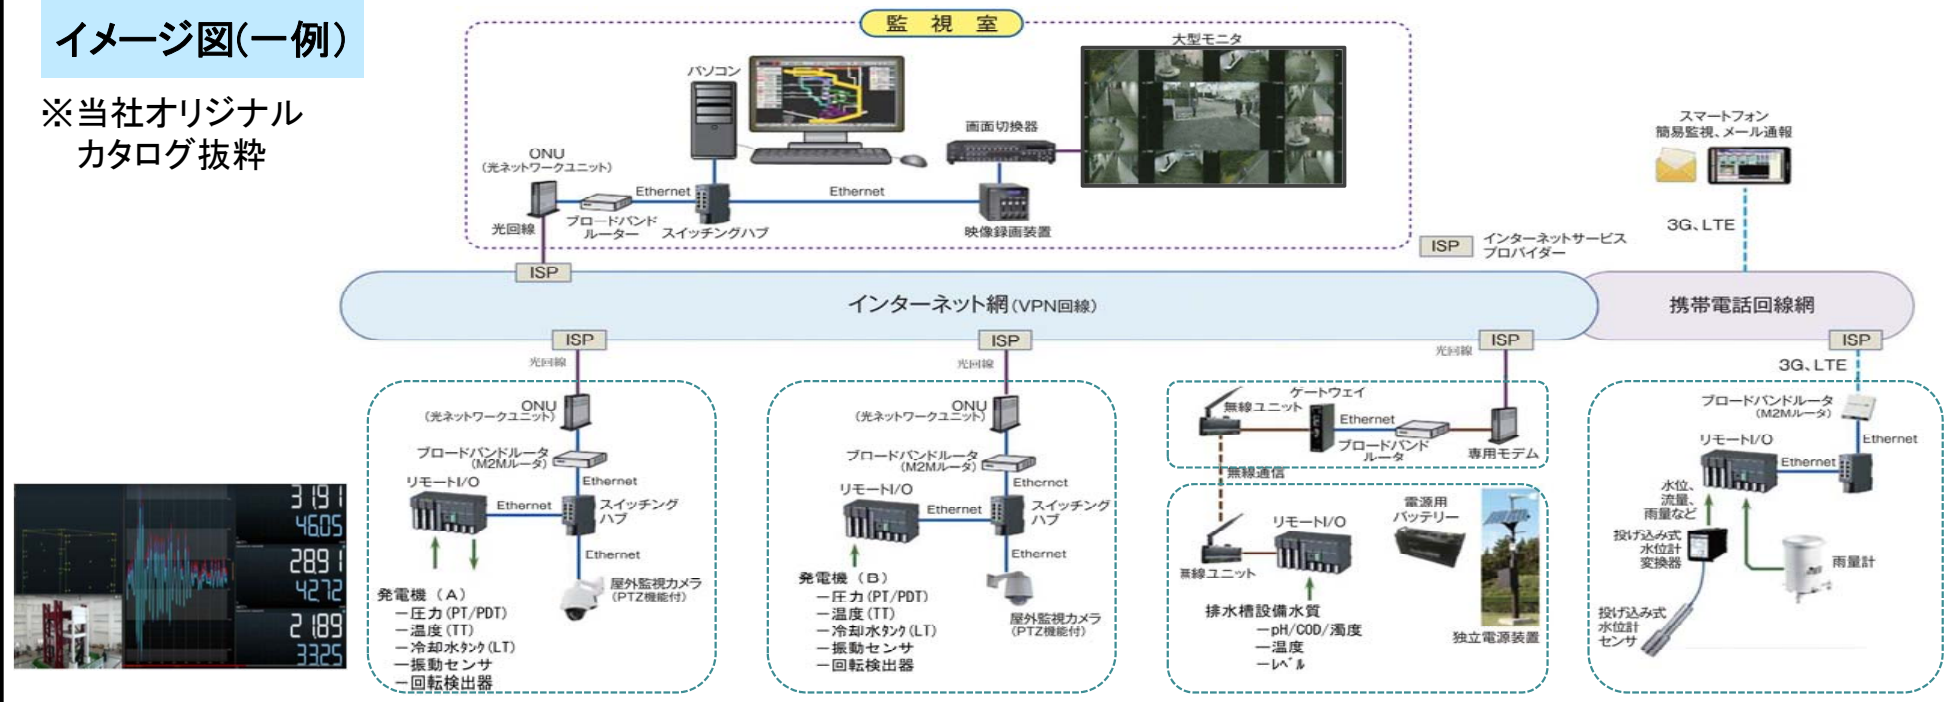 イメージ図(一例)
※当社オリジナル
カタログ抜粋
監 視 室
大型モニタ
パソコン
画面切換器
ONU
(光ネットワークユニット)
Ethernet
Ethernet
光回線
ブロードバンド
ルーター
スイッチングハブ
映像録画装置
スマートフォン
簡易監視、メール通報
3G、LTE
ISP
インターネットサービス
プロバイダー
ISP
インターネット網(VPN回線)
携帯電話回線網
ISP
光回線
ONU
(光ネットワークユニット)
ブロードバンドルータ
(M2Mルータ)
リモートI/O
Ethernet
Ethernet
スイッチング
ハブ
Ethernet
屋外監視カメラ
(PTZ機能付)
発電機(A)
ー圧力(PT/PDT)
ー温度(TT)
ー冷却水タンク(LT)
ー振動センサ
ー回転検出器
ISP
光回線
ONU
(光ネットワークユニット)
ブロードバンドルータ
(M2Mルータ)
リモートI/O
Ethernet
Ethernet
スイッチング
ハブ
Ethernet
屋外監視カメラ
(PTZ機能付)
発電機(B)
ー圧力(PT/PDT)
ー温度(TT)
ー冷却水タンク(LT)
ー振動センサ
ー回転検出器
ISP
光回線
ゲートウェイ
無線ユニット
Ethernet
ブロードバンド
ルータ
専用モデム
無線通信
リモートI/O
電源用
バッテリー
無線ユニット
排水槽設備水質
ーpH/COD/濁度
ー温度
ーレベル
独立電源装置
ISP
3G、LTE
ブロードバンドルータ
(M2Mルータ)
リモートI/O
Ethernet
Ethernet
水位、
流量、
雨量など
投げ込み式
水位計
変換器
雨量計
投げ込み式
水位計
センサ
31.91
46.05
28.91
42.72
21.89
33.25